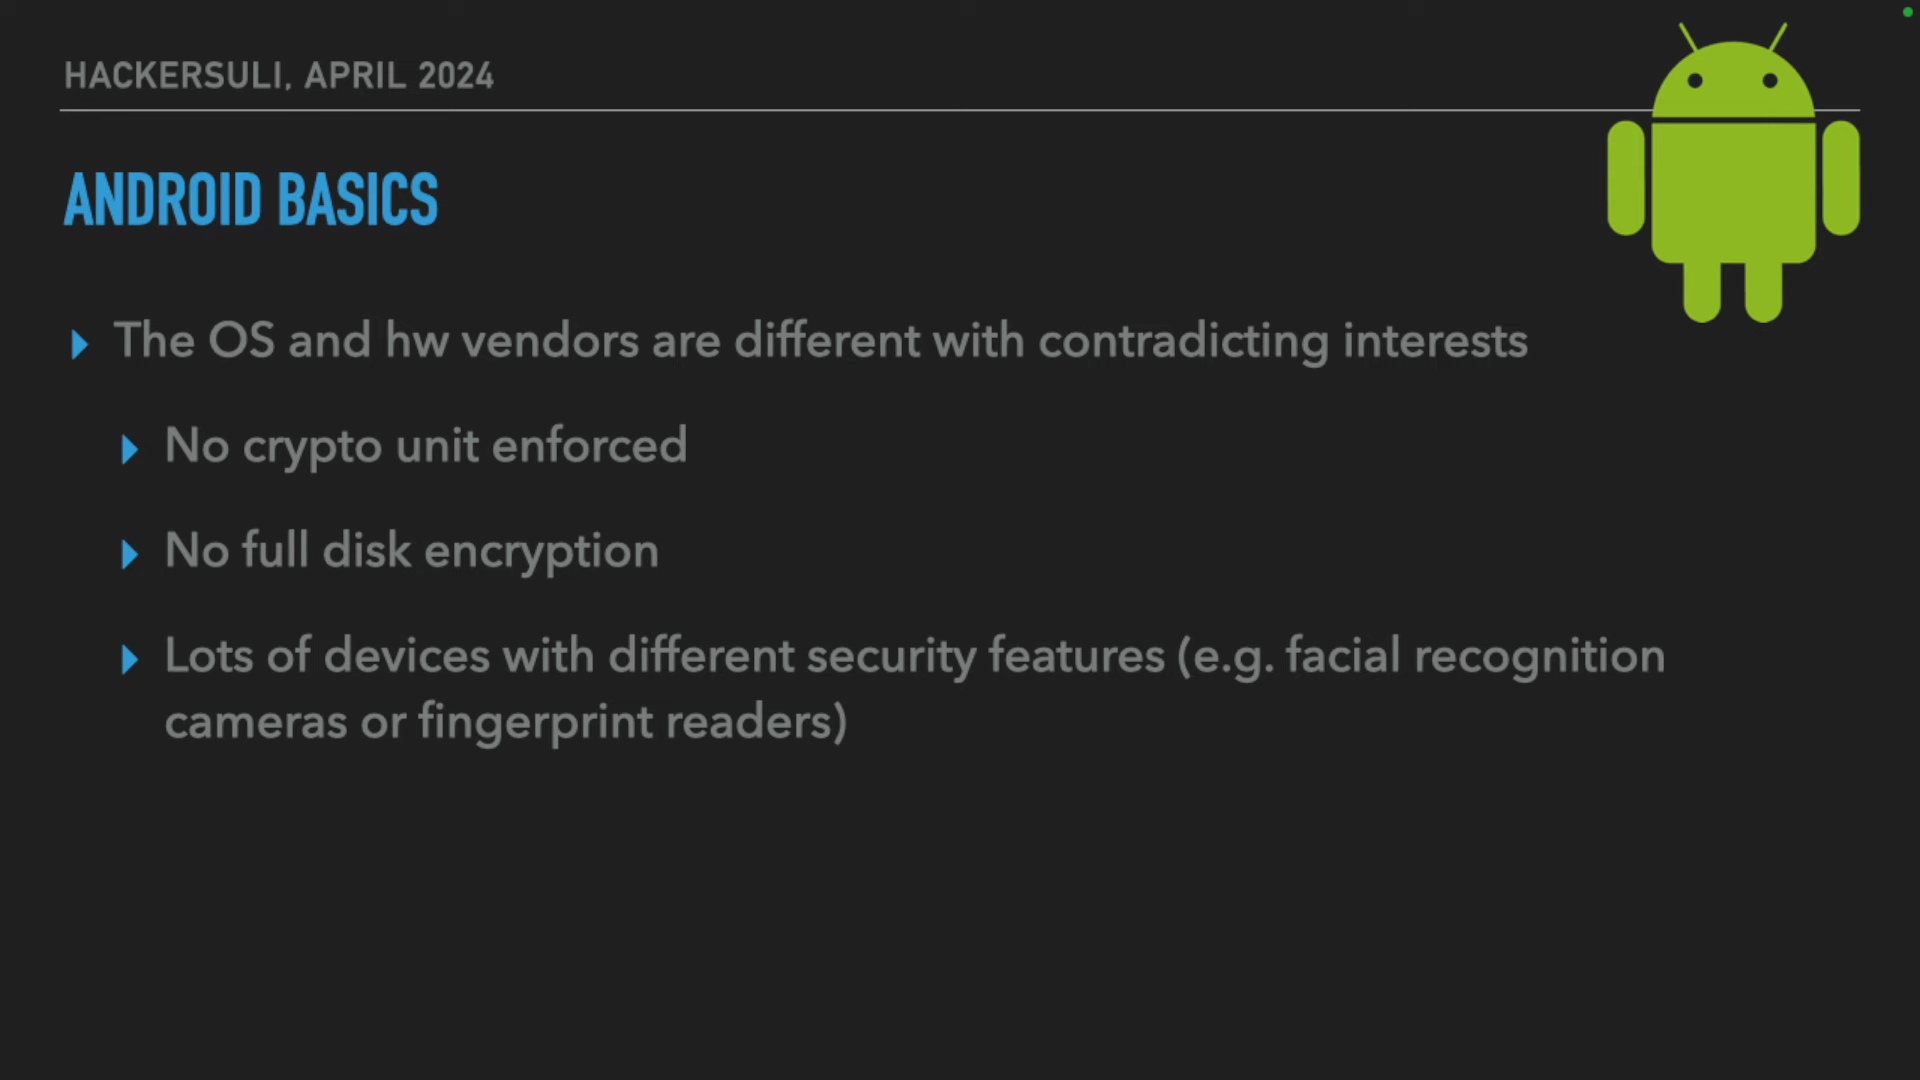 HACKERSULI, APRIL 2024
ANDROID BASICS
The OS and hw vendors are different with contradicting interests
No crypto unit enforced
No full disk encryption
Lots of devices with different security features (e.g. facial recognition
cameras or fingerprint readers)